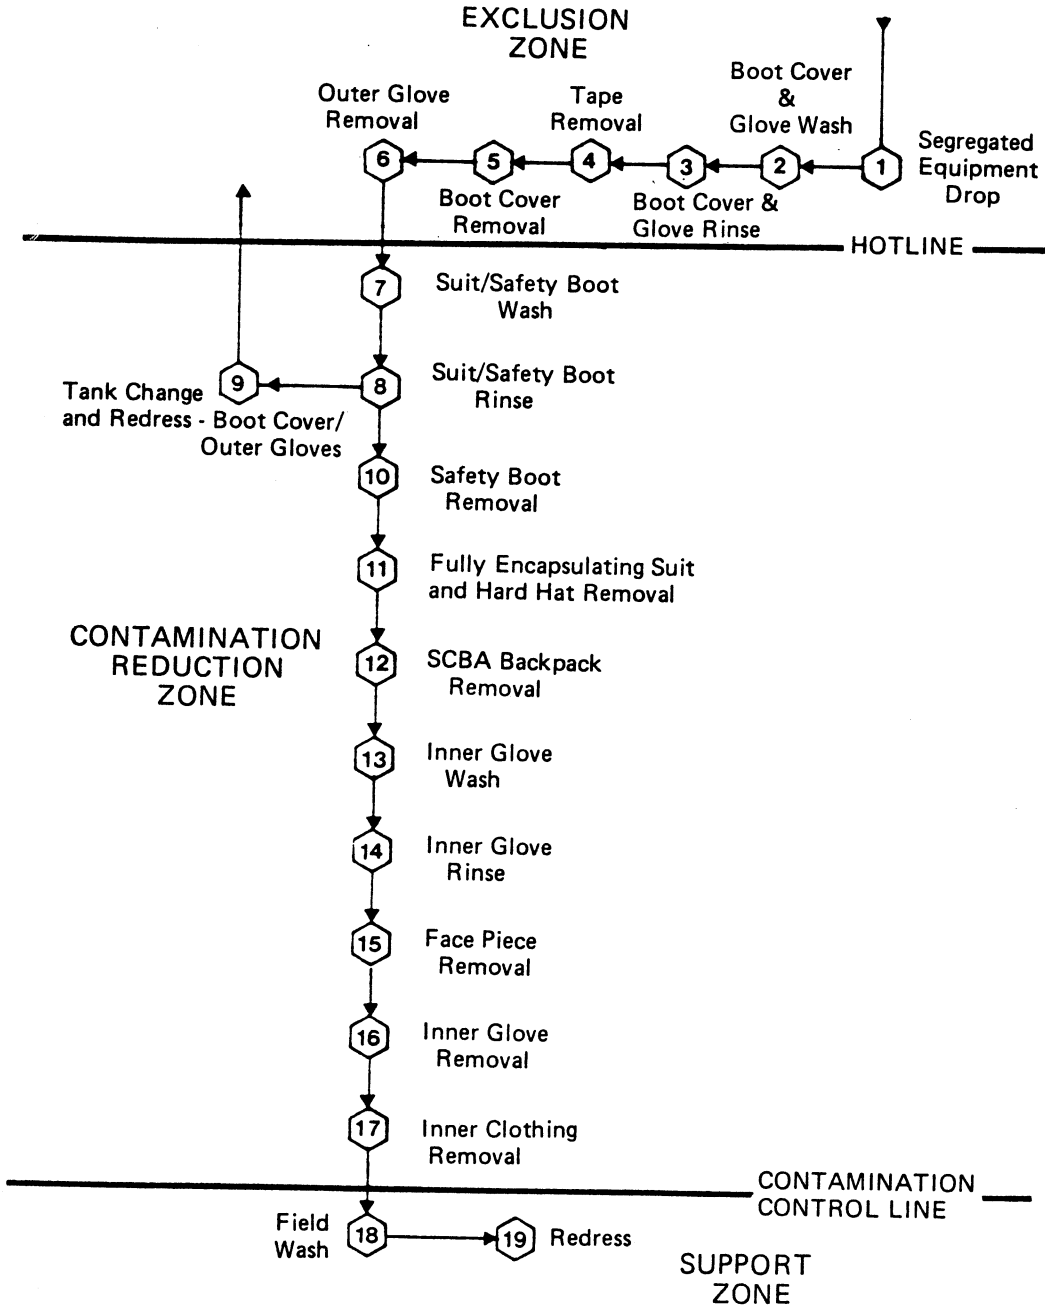 EXCLUSION
ZONE
Boot Cover
&
Glove Wash
Outer Glove
Removal
Tape
Removal
Segregated
Equipment
Drop
6
5
4
3
2
1
Boot Cover
Removal
Boot Cover &
Glove Rinse
HOTLINE
7
Suit/Safety Boot
Wash
9
8
Suit/Safety Boot
Rinse
Tank Change
and Redress - Boot Cover/
Outer Gloves
10
Safety Boot
Removal
11
Fully Encapsulating Suit
and Hard Hat Removal
CONTAMINATION
REDUCTION
ZONE
12
SCBA Backpack
Removal
13
Inner Glove
Wash
14
Inner Glove
Rinse
15
Face Piece
Removal
16
Inner Glove
Removal
17
Inner Clothing
Removal
CONTAMINATION
CONTROL LINE
Field
Wash
18
19
Redress
SUPPORT
ZONE